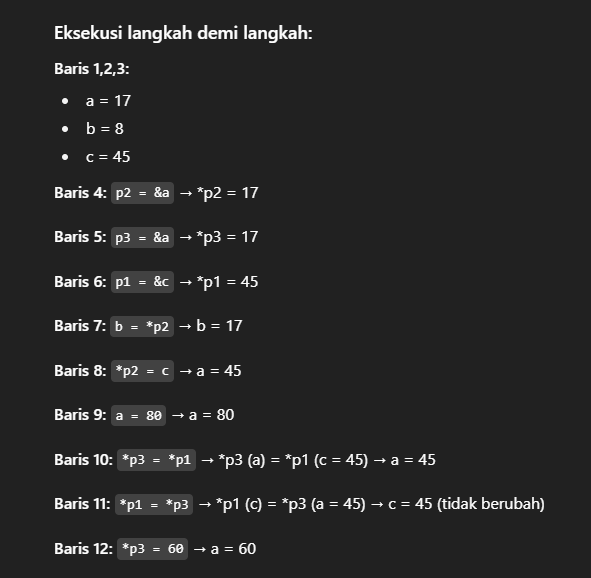 Eksekusi langkah demi langkah:
Baris 1,2,3:
• a = 17
• b = 8
• c = 45
Baris 4: p2 = &a → *p2 = 17
Baris 5: p3 = &a → *p3 = 17
Baris 6: p1 = &c → *p1 = 45
Baris 7: b = *p2 → b = 17
Baris 8: *p2 = c → a = 45
Baris 9: a = 80 → a = 80
Baris 10: *p3 = *p1 → *p3 (a) = *p1 (c = 45) → a = 45
Baris 11: *p1 = *p3 → *p1 (c) = *p3 (a = 45) → c = 45 (tidak berubah)
Baris 12: *p3 = 60 → a = 60